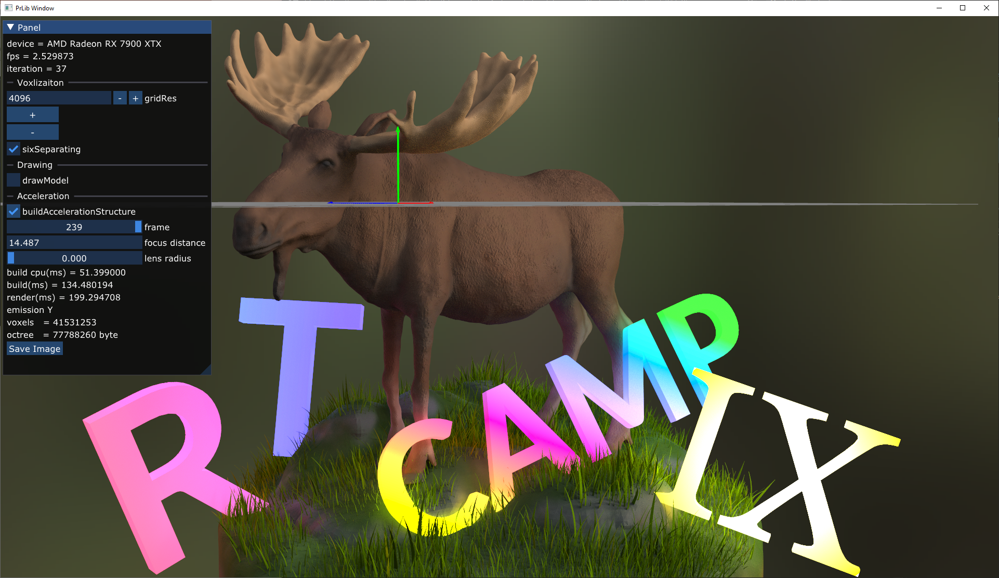 PrLib Window
Panel
device = AMD Radeon RX 7900 XTX
fps = 2.529873
iteration = 37
Voxlizaiton
4096 - + gridRes
+
-
sixSeparating
Drawing
drawModel
Acceleration
buildAccelerationStructure
239 frame
14.487 focus distance
0.000 lens radius
build cpu(ms) = 51.399000
build(ms) = 134.480194
render(ms) = 199.294708
emission Y
voxels = 41531253
octree = 77788260 byte
Save Image
RT
CAMP
IX